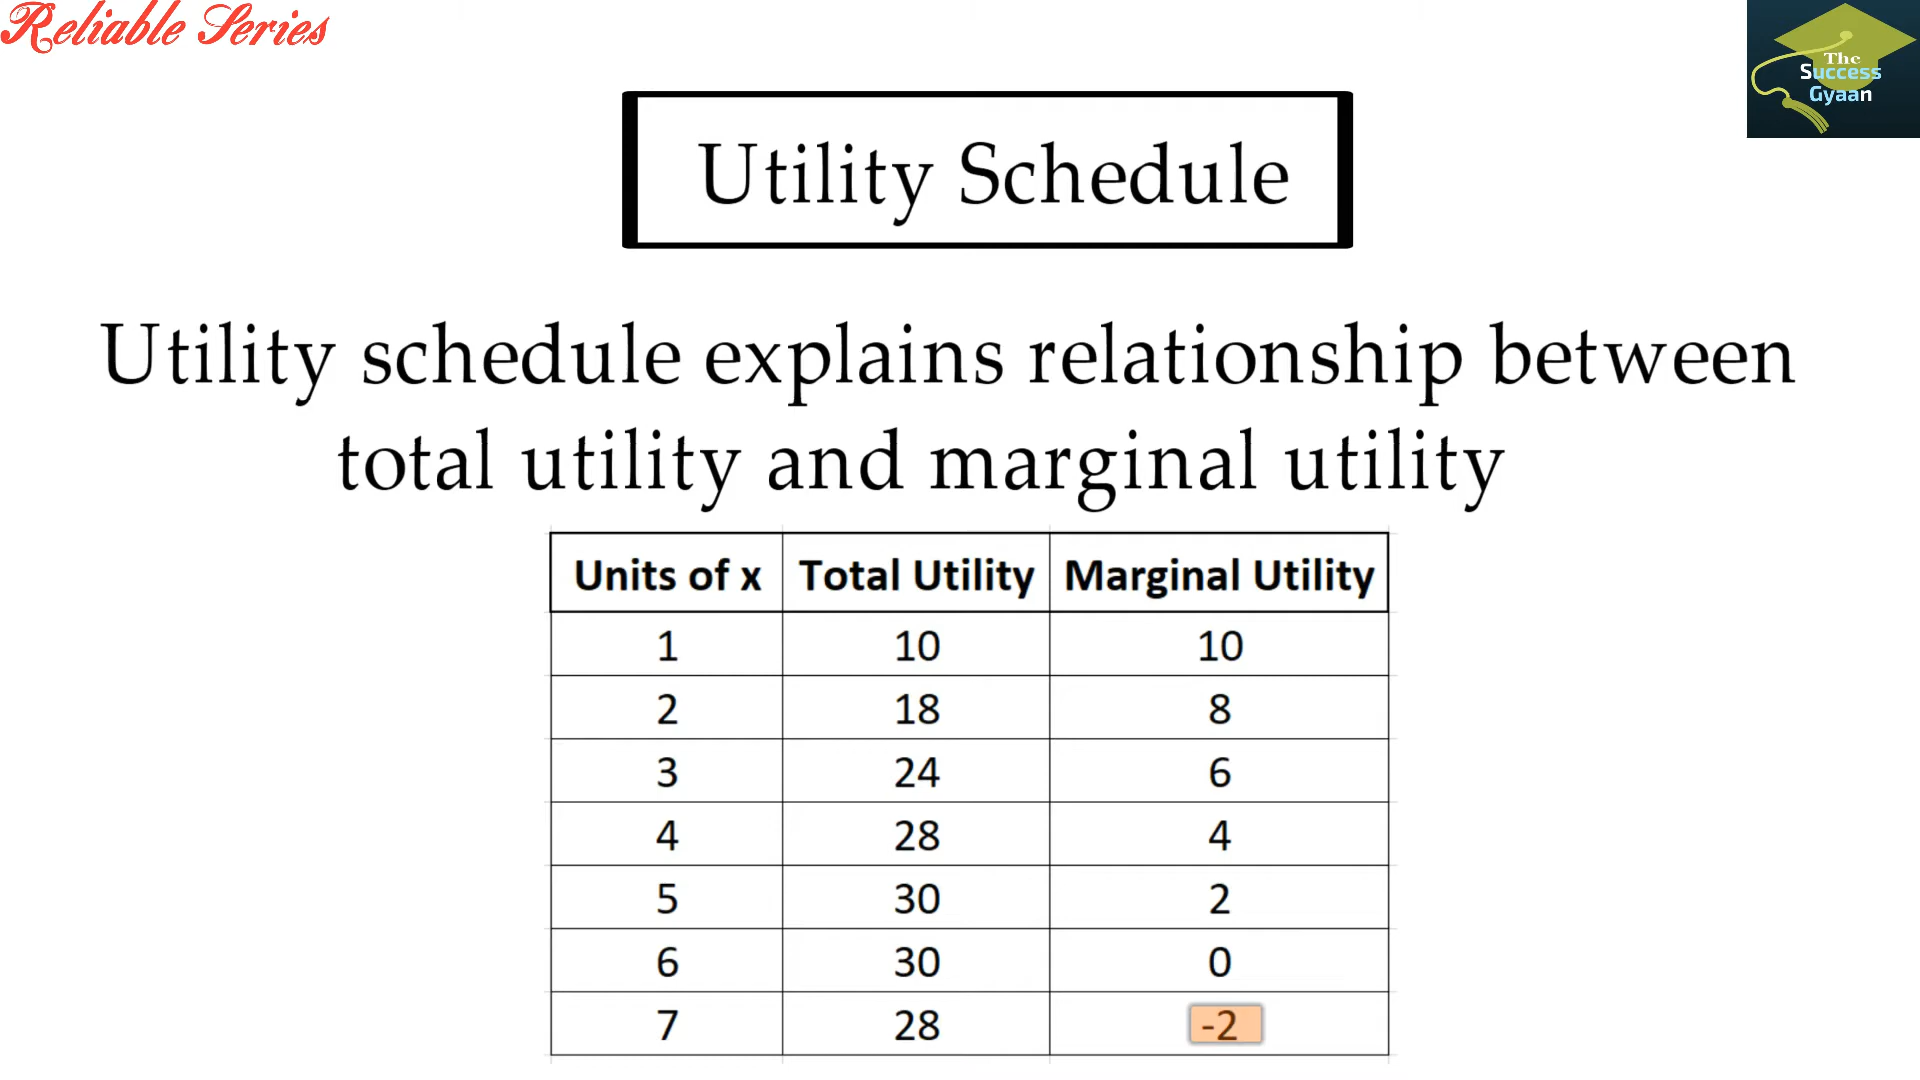 Reliable Series
The
Success
Gyaan
Utility Schedule
Utility schedule explains relationship between
total utility and marginal utility
Units of x Total Utility Marginal Utility
1 10 10
2 18 8
3 24 6
4 28 4
5 30 2
6 30 0
7 28 -2